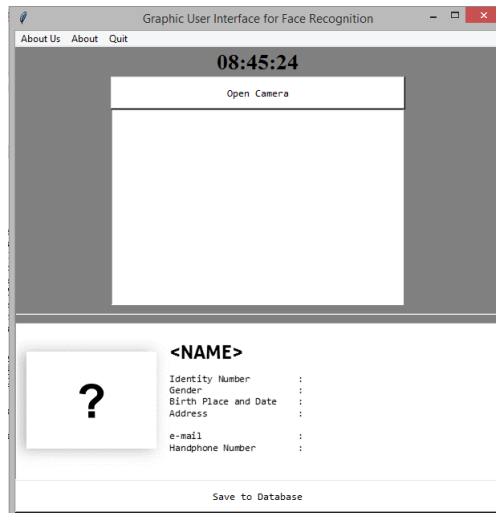 Graphic User Interface for Face Recognition
About Us About Quit
08:45:24
Open Camera
<NAME>
?
Identity Number :
Gender :
Birth Place and Date :
Address :
e-mail :
Handphone Number :
Save to Database